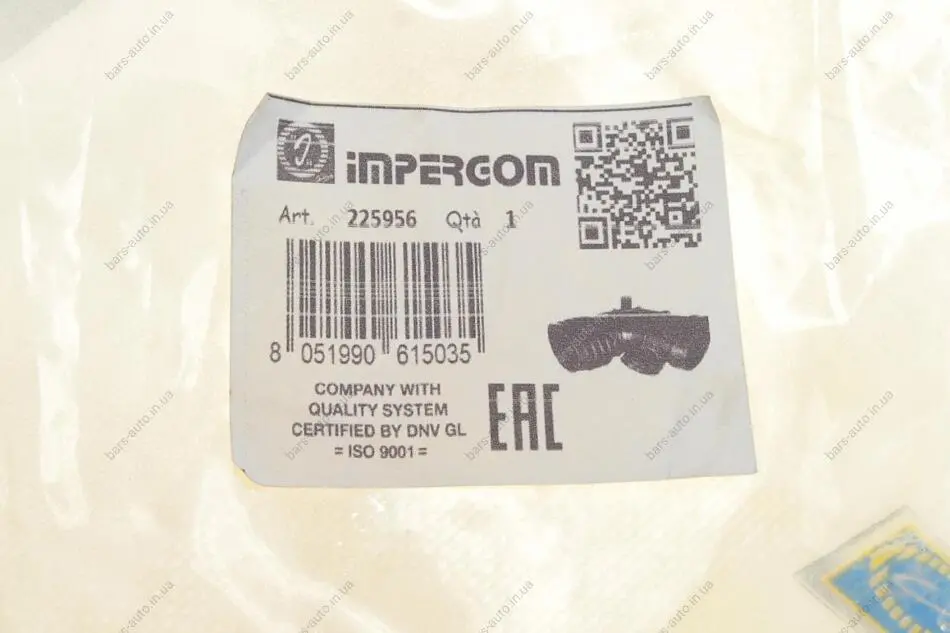 IMPERGOM
Art. 225956 Qtà 1
8 051990 615035
COMPANY WITH
QUALITY SYSTEM
CERTIFIED BY DNV GL
= ISO 9001 =
EAC
bars-auto.in.ua